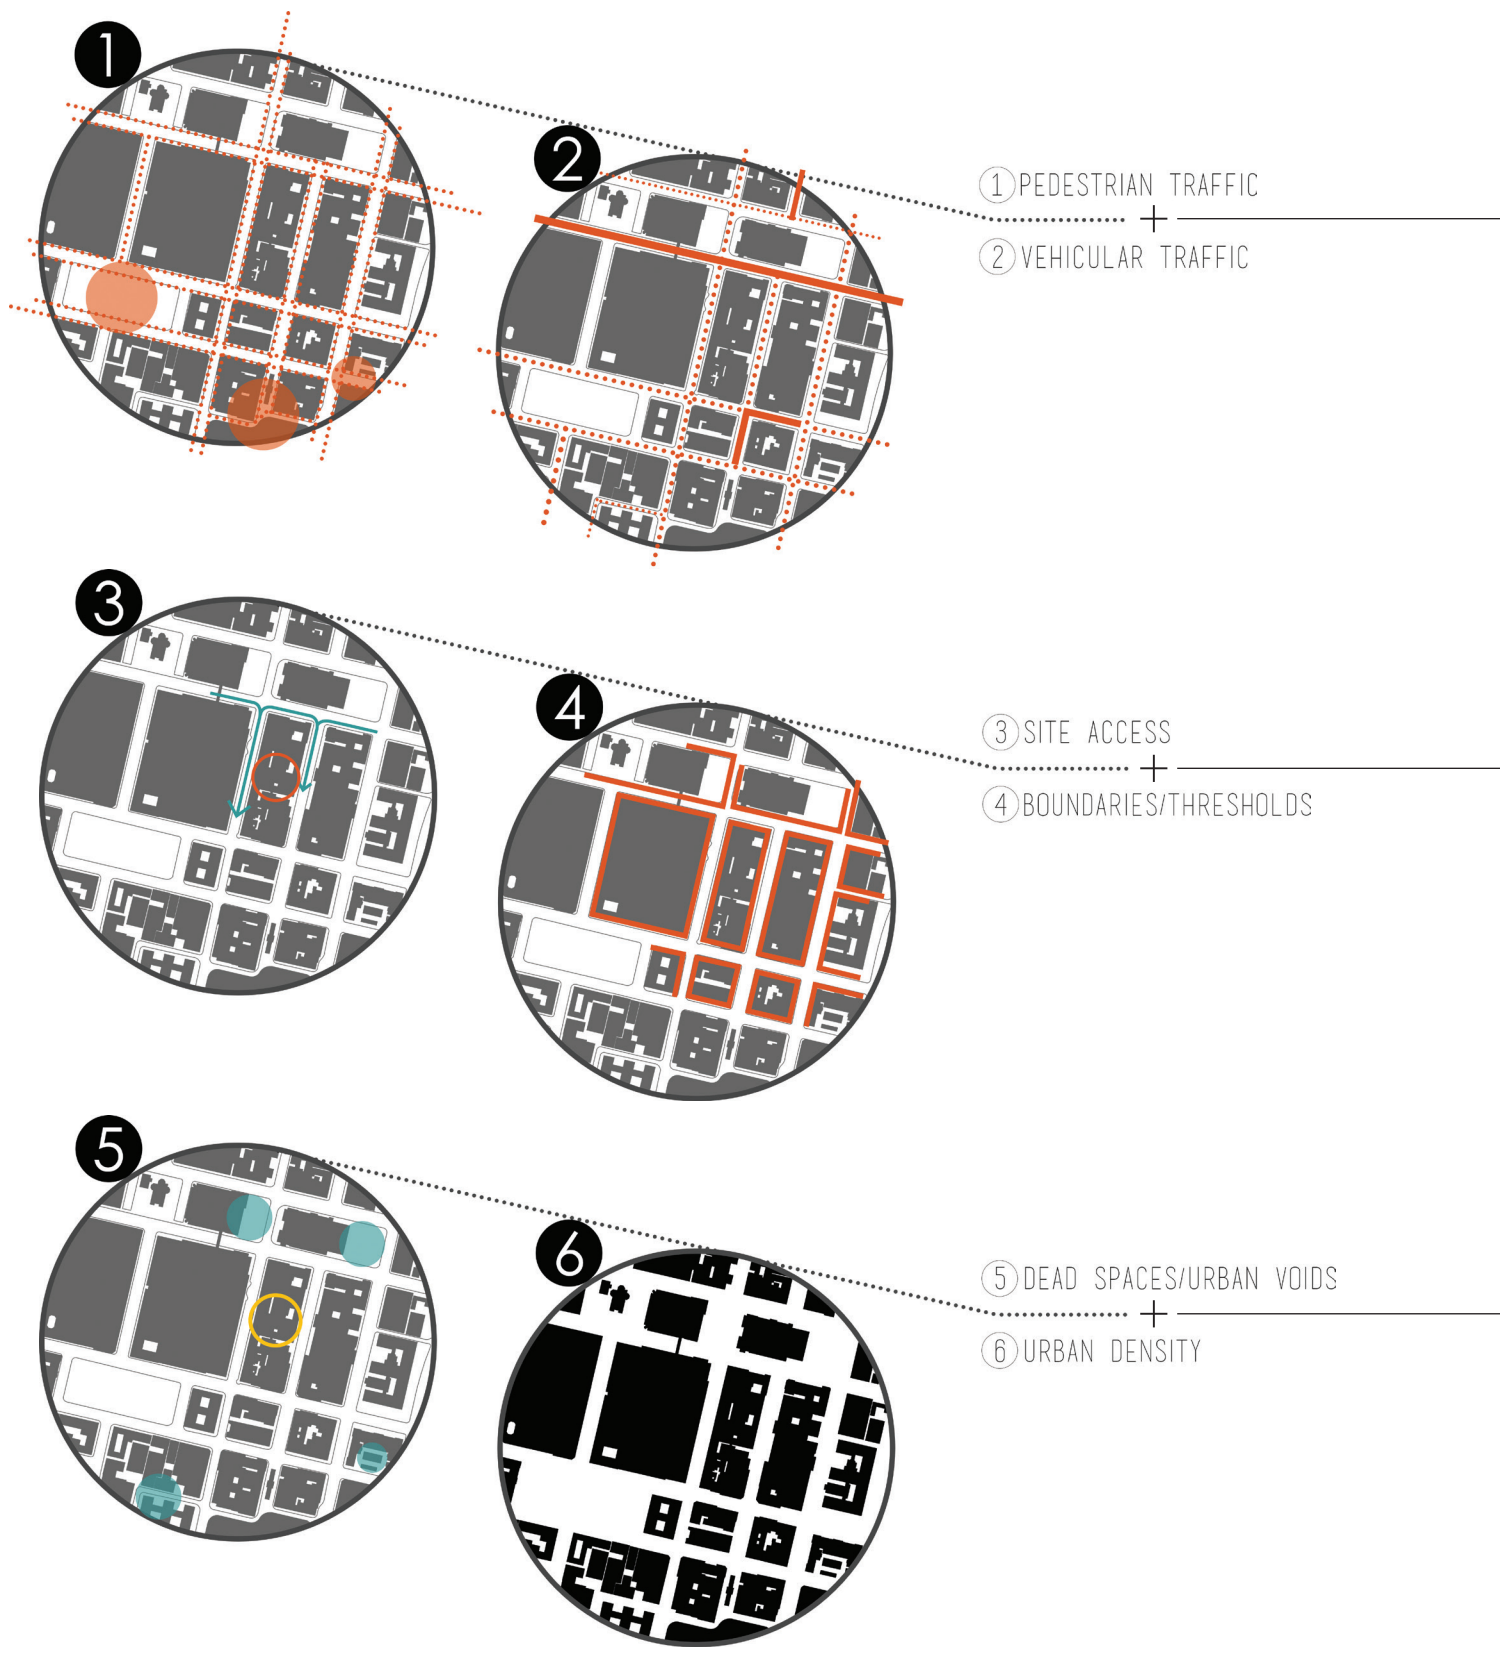 1
2
1 PEDESTRIAN TRAFFIC
2 VEHICULAR TRAFFIC
3
4
3 SITE ACCESS
4 BOUNDARIES/THRESHOLDS
5
6
5 DEAD SPACES/URBAN VOIDS
6 URBAN DENSITY